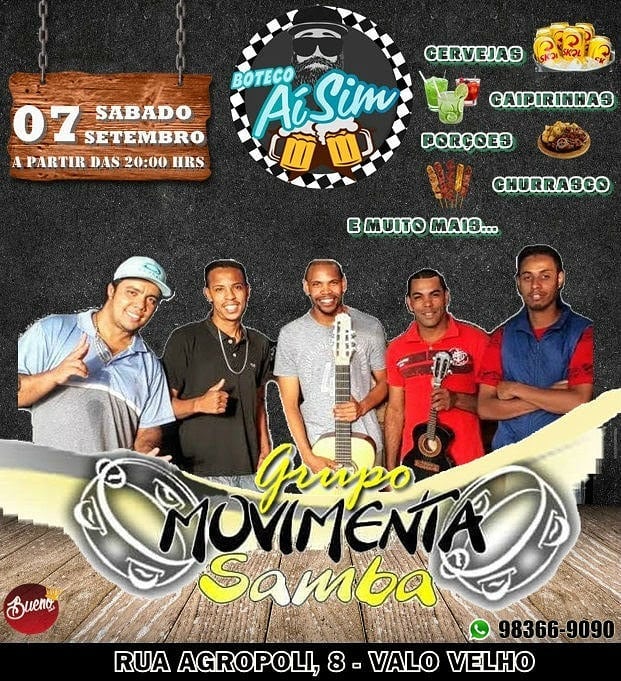 07
SABADO
SETEMBRO
A PARTIR DAS 20:00 HRS
BOTECO
Aí Sim
CERVEJAS
SKOL
CAIPIRINHAS
PORÇOES
CHURRASCO
E MUITO MAIS...
Grupo
MOVIMENTA
Samba
Bueno
98366-9090
RUA AGROPOLI, 8 - VALO VELHO